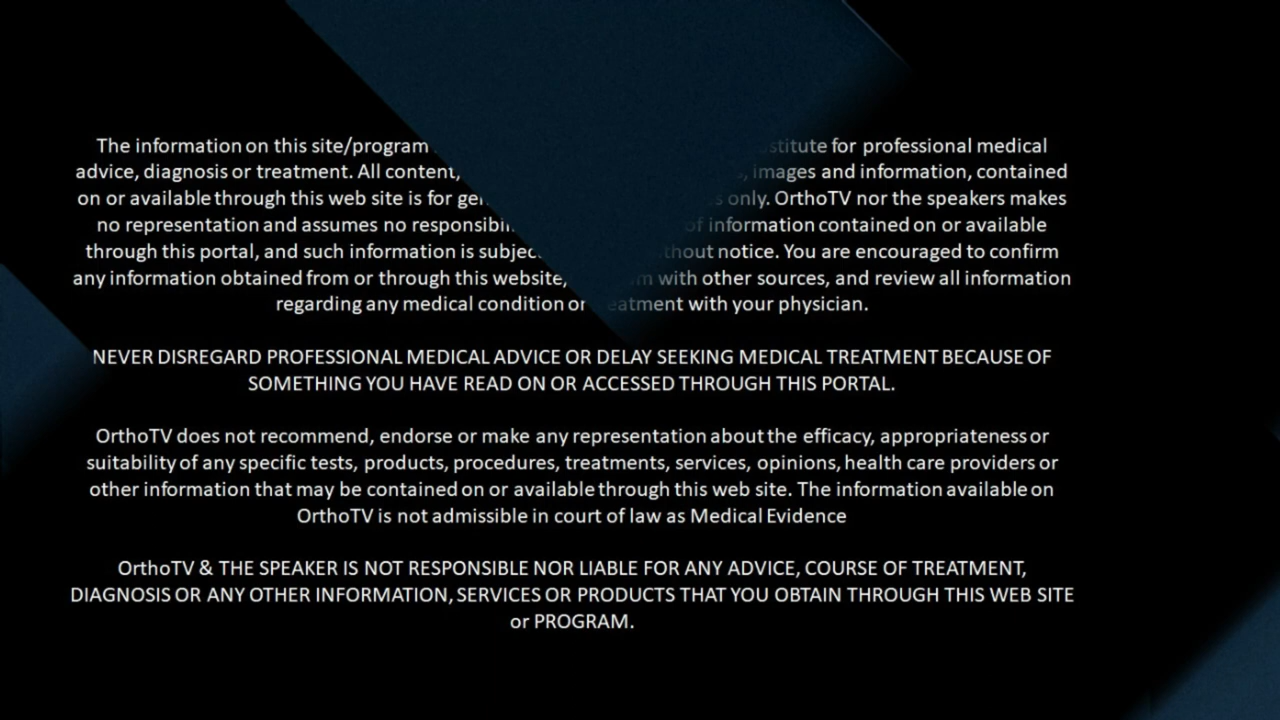 The information on this site/program stitute for professional medical
advice, diagnosis or treatment. All content, images and information, contained
on or available through this web site is for only. OrthoTV nor the speakers makes
no representation and assumes no of information contained on or available
through this portal, and such information is notice. You are encouraged to confirm
any information obtained from or through this website, with other sources, and review all information
regarding any medical condition or eatment with your physician.
NEVER DISREGARD PROFESSIONAL MEDICAL ADVICE OR DELAY SEEKING MEDICAL TREATMENT BECAUSE OF
SOMETHING YOU HAVE READ ON OR ACCESSED THROUGH THIS PORTAL.
OrthoTV does not recommend, endorse or make any representation about the efficacy, appropriateness or
suitability of any specific tests, products, procedures, treatments, services, opinions, health care providers or
other information that may be contained on or available through this web site. The information available on
OrthoTV is not admissible in court of law as Medical Evidence
OrthoTV & THE SPEAKER IS NOT RESPONSIBLE NOR LIABLE FOR ANY ADVICE, COURSE OF TREATMENT,
DIAGNOSIS OR ANY OTHER INFORMATION, SERVICES OR PRODUCTS THAT YOU OBTAIN THROUGH THIS WEB SITE
or PROGRAM.